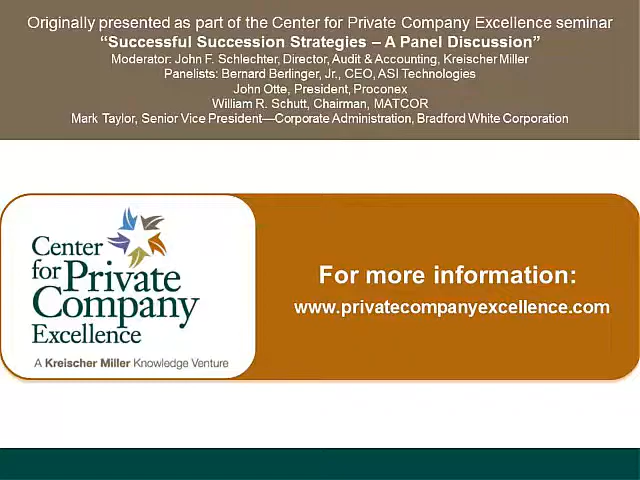 Originally presented as part of the Center for Private Company Excellence seminar
“Successful Succession Strategies – A Panel Discussion”
Moderator: John F. Schlechter, Director, Audit & Accounting, Kreischer Miller
Panelists: Bernard Berlinger, Jr., CEO, ASI Technologies
John Otte, President, Proconex
William R. Schutt, Chairman, MATCOR
Mark Taylor, Senior Vice President—Corporate Administration, Bradford White Corporation
Center
for Private
Company
Excellence
A Kreischer Miller Knowledge Venture
For more information:
www.privatecompanyexcellence.com